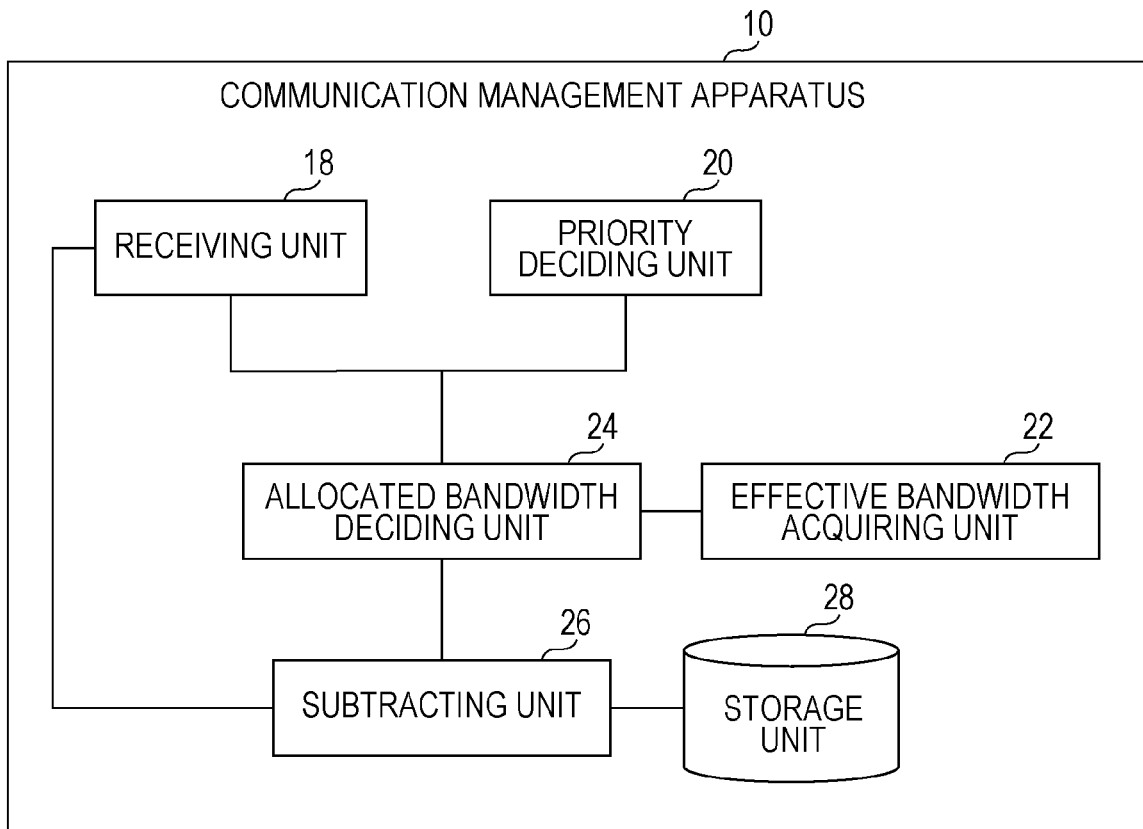 10
COMMUNICATION MANAGEMENT APPARATUS
18
RECEIVING UNIT
20
PRIORITY
DECIDING UNIT
24
ALLOCATED BANDWIDTH
DECIDING UNIT
22
EFFECTIVE BANDWIDTH
ACQUIRING UNIT
26
SUBTRACTING UNIT
28
STORAGE
UNIT